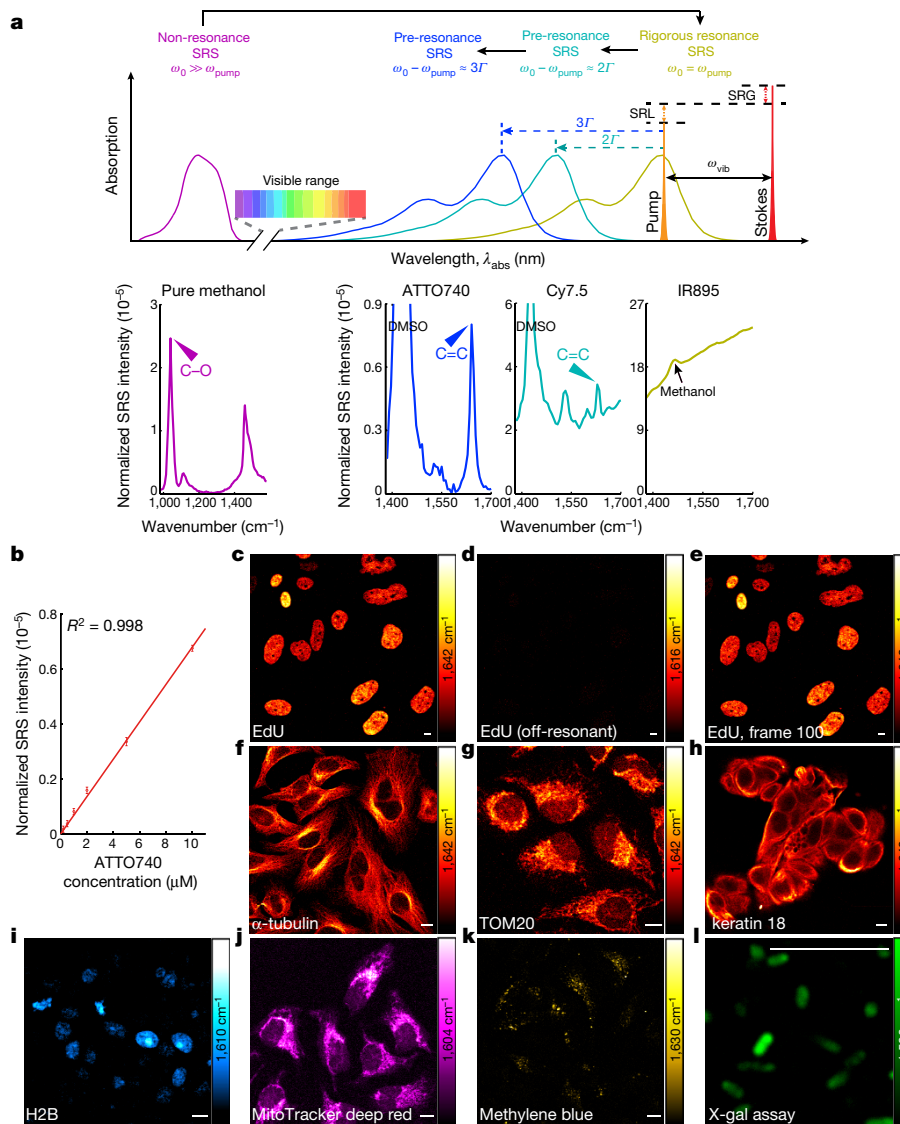 a
Non-resonance
SRS
ω0 ≫ ωpump
Pre-resonance
SRS
ω0 − ωpump ≈ 3Γ
Pre-resonance
SRS
ω0 − ωpump ≈ 2Γ
Rigorous resonance
SRS
ω0 = ωpump
Absorption
Visible range
3Γ
2Γ
SRL
SRG
ωvib
Pump
Stokes
Wavelength, λabs (nm)
Pure methanol
Normalized SRS intensity (10−5)
3
2
1
0
C–O
1,000
1,200
1,400
Wavenumber (cm−1)
ATTO740
Normalized SRS intensity (10−5)
0.9
0.6
0.3
0
DMSO
C=C
1,400
1,550
1,700
Cy7.5
6
4
2
0
DMSO
C=C
1,400
1,550
1,700
Wavenumber (cm−1)
IR895
27
18
9
0
Methanol
1,400
1,550
1,700
b
Normalized SRS intensity (10−5)
0.8
0.6
0.4
0.2
0
R2 = 0.998
0
2
4
6
8
10
ATTO740
concentration (μM)
c
EdU
1,642 cm−1
d
EdU (off-resonant)
1,616 cm−1
e
EdU, frame 100
f
α-tubulin
1,642 cm−1
g
TOM20
1,642 cm−1
h
keratin 18
i
H2B
1,610 cm−1
j
MitoTracker deep red
1,604 cm−1
k
Methylene blue
1,630 cm−1
l
X-gal assay